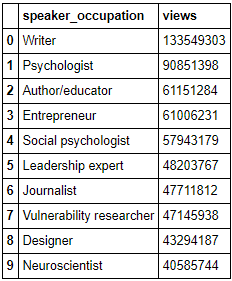 speaker_occupation views
0 Writer 133549303
1 Psychologist 90851398
2 Author/educator 61151284
3 Entrepreneur 61006231
4 Social psychologist 57943179
5 Leadership expert 48203767
6 Journalist 47711812
7 Vulnerability researcher 47145938
8 Designer 43294187
9 Neuroscientist 40585744